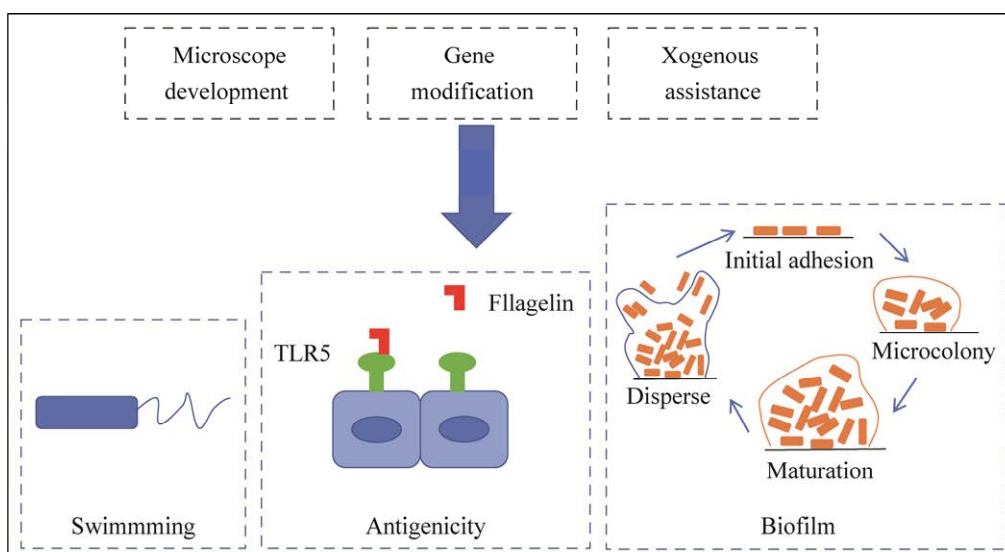 Microscope
development
Gene
modification
Xogenous
assistance
Initial adhesion
Fllagelin
TLR5
Microcolony
Disperse
Maturation
Swimmming
Antigenicity
Biofilm